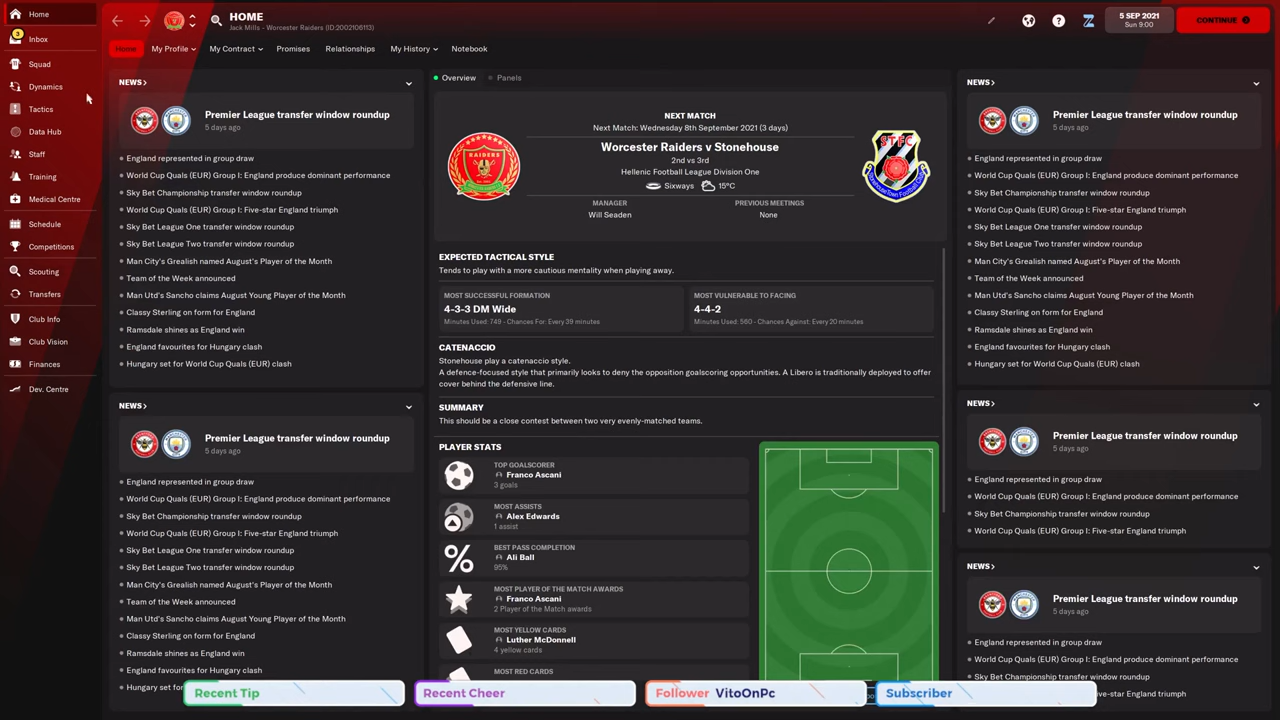 Home
3
Inbox
Squad
Dynamics
Tactics
Data Hub
Staff
Training
Medical Centre
Schedule
Competitions
Scouting
Transfers
Club Info
Club Vision
Finances
Dev. Centre
HOME
Jack Mills - Worcester Raiders (ID:2002106113)
5 SEP 2021
Sun 9:00
CONTINUE
Home
My Profile
My Contract
Promises
Relationships
My History
Notebook
NEWS >
Premier League transfer window roundup
5 days ago
England represented in group draw
World Cup Quals (EUR) Group I: England produce dominant performance
Sky Bet Championship transfer window roundup
World Cup Quals (EUR) Group I: Five-star England triumph
Sky Bet League One transfer window roundup
Sky Bet League Two transfer window roundup
Man City's Grealish named August's Player of the Month
Team of the Week announced
Man Utd's Sancho claims August Young Player of the Month
Classy Sterling on form for England
Ramsdale shines as England win
England favourites for Hungary clash
Hungary set for World Cup Quals (EUR) clash
NEWS >
Premier League transfer window roundup
5 days ago
England represented in group draw
World Cup Quals (EUR) Group I: England produce dominant performance
Sky Bet Championship transfer window roundup
World Cup Quals (EUR) Group I: Five-star England triumph
Sky Bet League One transfer window roundup
Sky Bet League Two transfer window roundup
Man City's Grealish named August's Player of the Month
Team of the Week announced
Man Utd's Sancho claims August Young Player of the Month
Classy Sterling on form for England
Ramsdale shines as England win
England favourites for Hungary clash
Hungary set fo
Overview
Panels
NEXT MATCH
Next Match: Wednesday 8th September 2021 (3 days)
Worcester Raiders v Stonehouse
2nd vs 3rd
Hellenic Football League Division One
Sixways
15°C
MANAGER
Will Seaden
PREVIOUS MEETINGS
None
RAIDERS
STFC
EXPECTED TACTICAL STYLE
Tends to play with a more cautious mentality when playing away.
MOST SUCCESSFUL FORMATION
4-3-3 DM Wide
Minutes Used: 749 - Chances For: Every 39 minutes
MOST VULNERABLE TO FACING
4-4-2
Minutes Used: 560 - Chances Against: Every 20 minutes
CATENACCIO
Stonehouse play a catenaccio style.
A defence-focused style that primarily looks to deny the opposition goalscoring opportunities. A Libero is traditionally deployed to offer
cover behind the defensive line.
SUMMARY
This should be a close contest between two very evenly-matched teams.
PLAYER STATS
TOP GOALSCORER
Franco Ascani
3 goals
MOST ASSISTS
Alex Edwards
1 assist
BEST PASS COMPLETION
Ali Ball
95%
MOST PLAYER OF THE MATCH AWARDS
Franco Ascani
2 Player of the Match awards
MOST YELLOW CARDS
Luther McDonnell
4 yellow cards
MOST RED CARDS
NEWS >
Premier League transfer window roundup
5 days ago
England represented in group draw
World Cup Quals (EUR) Group I: England produce dominant performance
Sky Bet Championship transfer window roundup
World Cup Quals (EUR) Group I: Five-star England triumph
Sky Bet League One transfer window roundup
Sky Bet League Two transfer window roundup
Man City's Grealish named August's Player of the Month
Team of the Week announced
Man Utd's Sancho claims August Young Player of the Month
Classy Sterling on form for England
Ramsdale shines as England win
England favourites for Hungary clash
Hungary set for World Cup Quals (EUR) clash
NEWS >
Premier League transfer window roundup
5 days ago
England represented in group draw
World Cup Quals (EUR) Group I: England produce dominant performance
Sky Bet Championship transfer window roundup
World Cup Quals (EUR) Group I: Five-star England triumph
NEWS >
Premier League transfer window roundup
5 days ago
England represented in group draw
World Cup Quals (EUR) Group I: England produce dominant performance
Sky Bet Championship transfer window roundup
Five-star England triumph
Recent Tip
Recent Cheer
Follower VitoOnPc
Subscriber